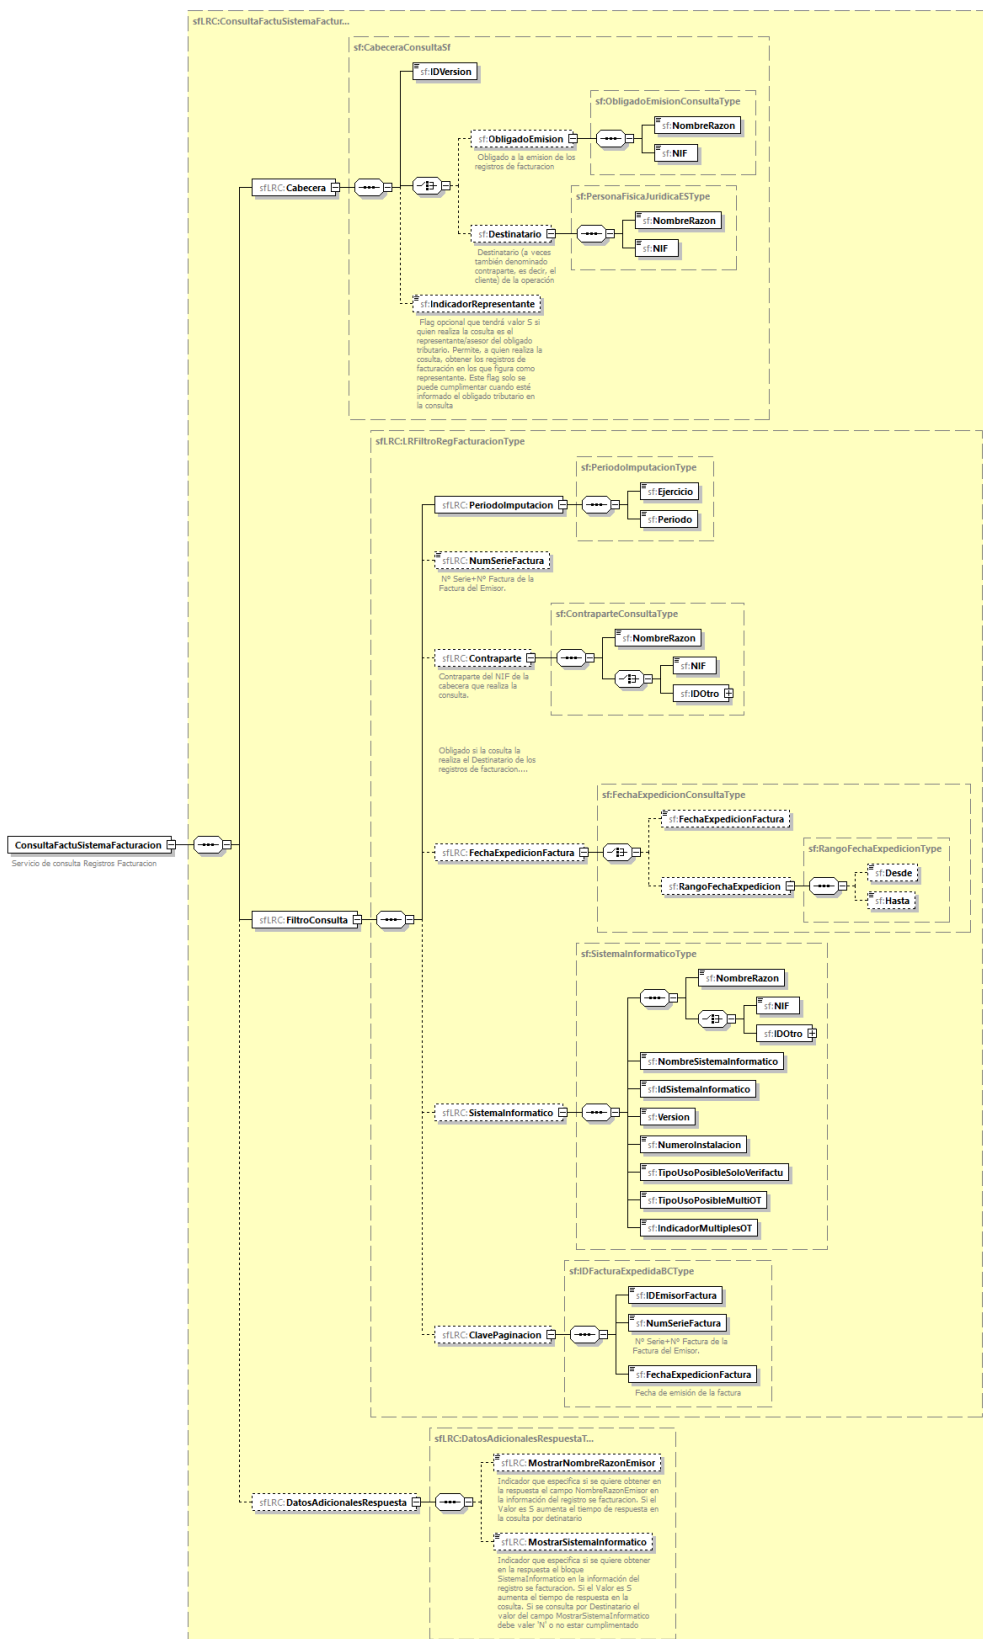 sfLRC:ConsultaFactuSistemaFactur...
sf:CabeceraConsultaSf
sf:IDVersion
sf:ObligadoEmisionConsultaType
sf:NombreRazon
sf:ObligadoEmision
sf:NIF
Obligado a la emision de los
registros de facturacion
sfLRC:Cabecera
sf:PersonaFisicaJuridicaESType
sf:NombreRazon
sf:Destinatario
sf:NIF
Destinatario (a veces
también denominado
contraparte, es decir, el
cliente) de la operación
sf:IndicadorRepresentante
Flag opcional que tendrá valor S si
quien realiza la cosulta es el
representante/asesor del obligado
tributario. Permite, a quien realiza la
cosulta, obtener los registros de
facturación en los que figura como
representante. Este flag solo se
puede cumplimentar cuando esté
informado el obligado tributario en
la consulta
sfLRC:LRFiltroRegFacturacionType
sf:PeriodoImputacionType
sf:Ejercicio
sfLRC:PeriodoImputacion
sf:Periodo
sfLRC:NumSerieFactura
Nº Serie+Nº Factura de la
Factura del Emisor.
sf:ContraparteConsultaType
sf:NombreRazon
sfLRC:Contraparte
sf:NIF
Contraparte del NIF de la
cabecera que realiza la
consulta.
sf:IDOtro
Obligado si la cosulta la
realiza el Destinatario de los
registros de facturacion....
sf:FechaExpedicionConsultaType
sf:FechaExpedicionFactura
ConsultaFactuSistemaFacturacion
Servicio de consulta Registros Facturacion
sfLRC:FechaExpedicionFactura
sf:RangoFechaExpedicionType
sf:Desde
sf:RangoFechaExpedicion
sf:Hasta
sfLRC:FiltroConsulta
sf:SistemaInformaticoType
sf:NombreRazon
sf:NIF
sf:IDOtro
sf:NombreSistemaInformatico
sf:IdSistemaInformatico
sfLRC:SistemaInformatico
sf:Version
sf:NumeroInstalacion
sf:TipoUsoPosibleSoloVerifactu
sf:TipoUsoPosibleMultiOT
sf:IndicadorMultiplesOT
sf:IDFacturaExpedidaBCType
sf:IDEmisorFactura
sf:NumSerieFactura
sfLRC:ClavePaginacion
Nº Serie+Nº Factura de la
Factura del Emisor.
sf:FechaExpedicionFactura
Fecha de emisión de la factura
sfLRC:DatosAdicionalesRespuestaT...
sfLRC:MostrarNombreRazonEmisor
Indicador que especifica si se quiere obtener en
la respuesta el campo NombreRazonEmisor en
la información del registro se facturacion. Si el
Valor es S aumenta el tiempo de respuesta en
la cosulta por detinatario
sfLRC:DatosAdicionalesRespuesta
sfLRC:MostrarSistemaInformatico
Indicador que especifica si se quiere obtener
en la respuesta el bloque
SistemaInformatico en la información del
registro se facturacion. Si el Valor es S
aumenta el tiempo de respuesta en la
cosulta. Si se consulta por Destinatario el
valor del campo MostrarSistemaInformatico
debe valer 'N' o no estar cumplimentado